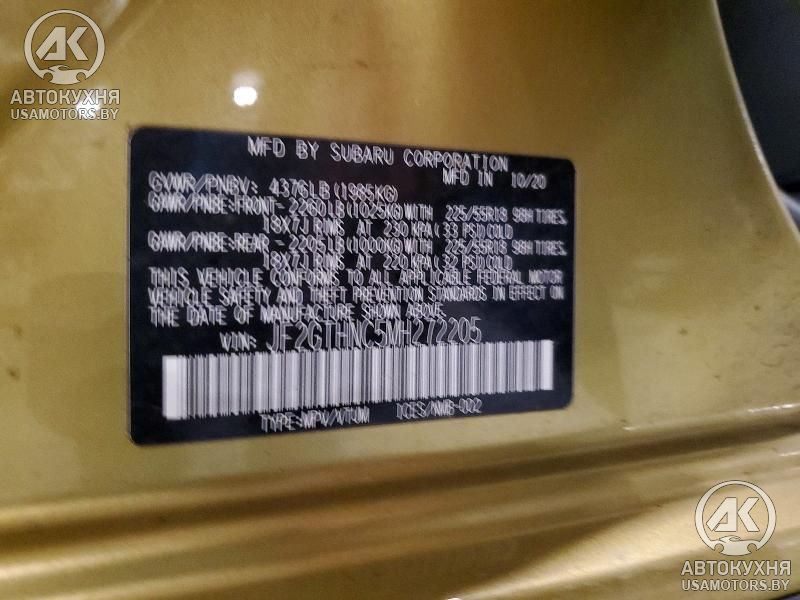 AK
АВТОКУХНЯ
USAMOTORS.BY
MFD BY SUBARU CORPORATION
MFD IN 10/20
GVWR/PNBV: 4376LB(1985KG)
GAWR/PNBE:FRONT- 2260LB(1025KG)WITH 225/55R18 98H TIRES,
18X7J RIMS AT 230 KPA(33 PSI)COLD
GAWR/PNBE:REAR - 2205LB(1000KG)WITH 225/55R18 98H TIRES,
18X7J RIMS AT 220 KPA(32 PSI)COLD
THIS VEHICLE CONFORMS TO ALL APPLICABLE FEDERAL MOTOR
VEHICLE SAFETY AND THEFT PREVENTION STANDARDS IN EFFECT ON
THE DATE OF MANUFACTURE SHOWN ABOVE.
VIN: JF2GTHNC5MH272205
TYPE:MPV/VTUM ICES/NMB-002
AK
АВТОКУХНЯ
USAMOTORS.BY